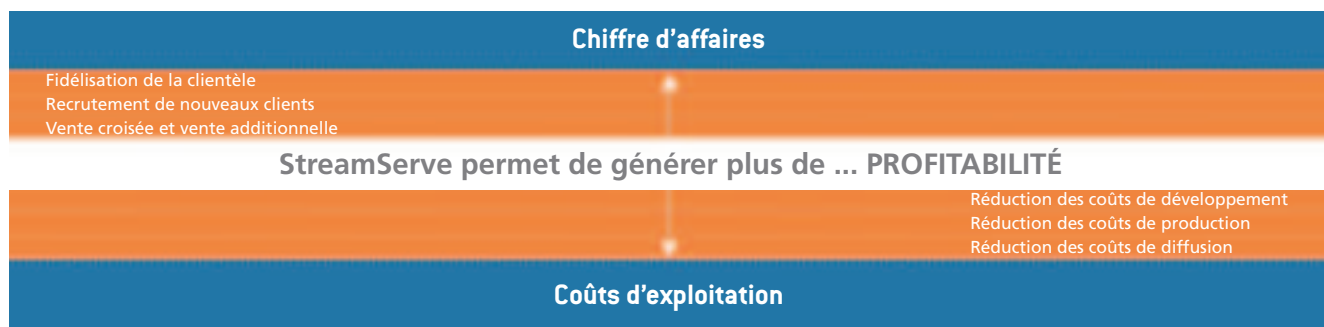 Chiffre d'affaires
Fidélisation de la clientèle
Recrutement de nouveaux clients
Vente croisée et vente additionnelle
StreamServe permet de générer plus de ... PROFITABILITÉ
Réduction des coûts de développement
Réduction des coûts de production
Réduction des coûts de diffusion
Coûts d'exploitation